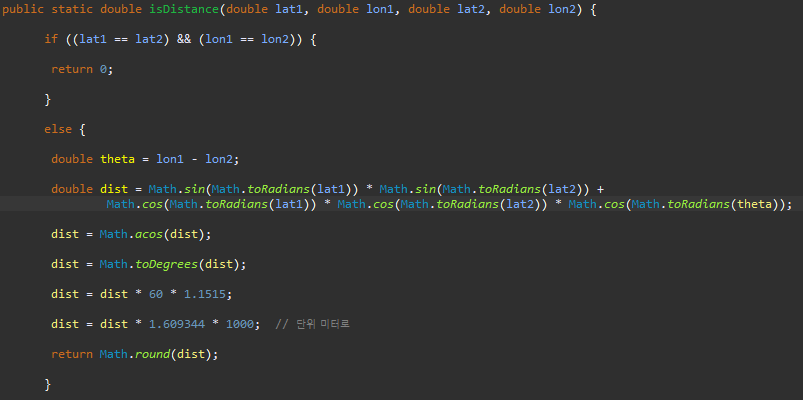 public static double isDistance(double lat1, double lon1, double lat2, double lon2) {
if ((lat1 == lat2) && (lon1 == lon2)) {
return 0;
}
else {
double theta = lon1 - lon2;
double dist = Math.sin(Math.toRadians(lat1)) * Math.sin(Math.toRadians(lat2)) +
Math.cos(Math.toRadians(lat1)) * Math.cos(Math.toRadians(lat2)) * Math.cos(Math.toRadians(theta));
dist = Math.acos(dist);
dist = Math.toDegrees(dist);
dist = dist * 60 * 1.1515;
dist = dist * 1.609344 * 1000;  // 단위 미터로
return Math.round(dist);
}